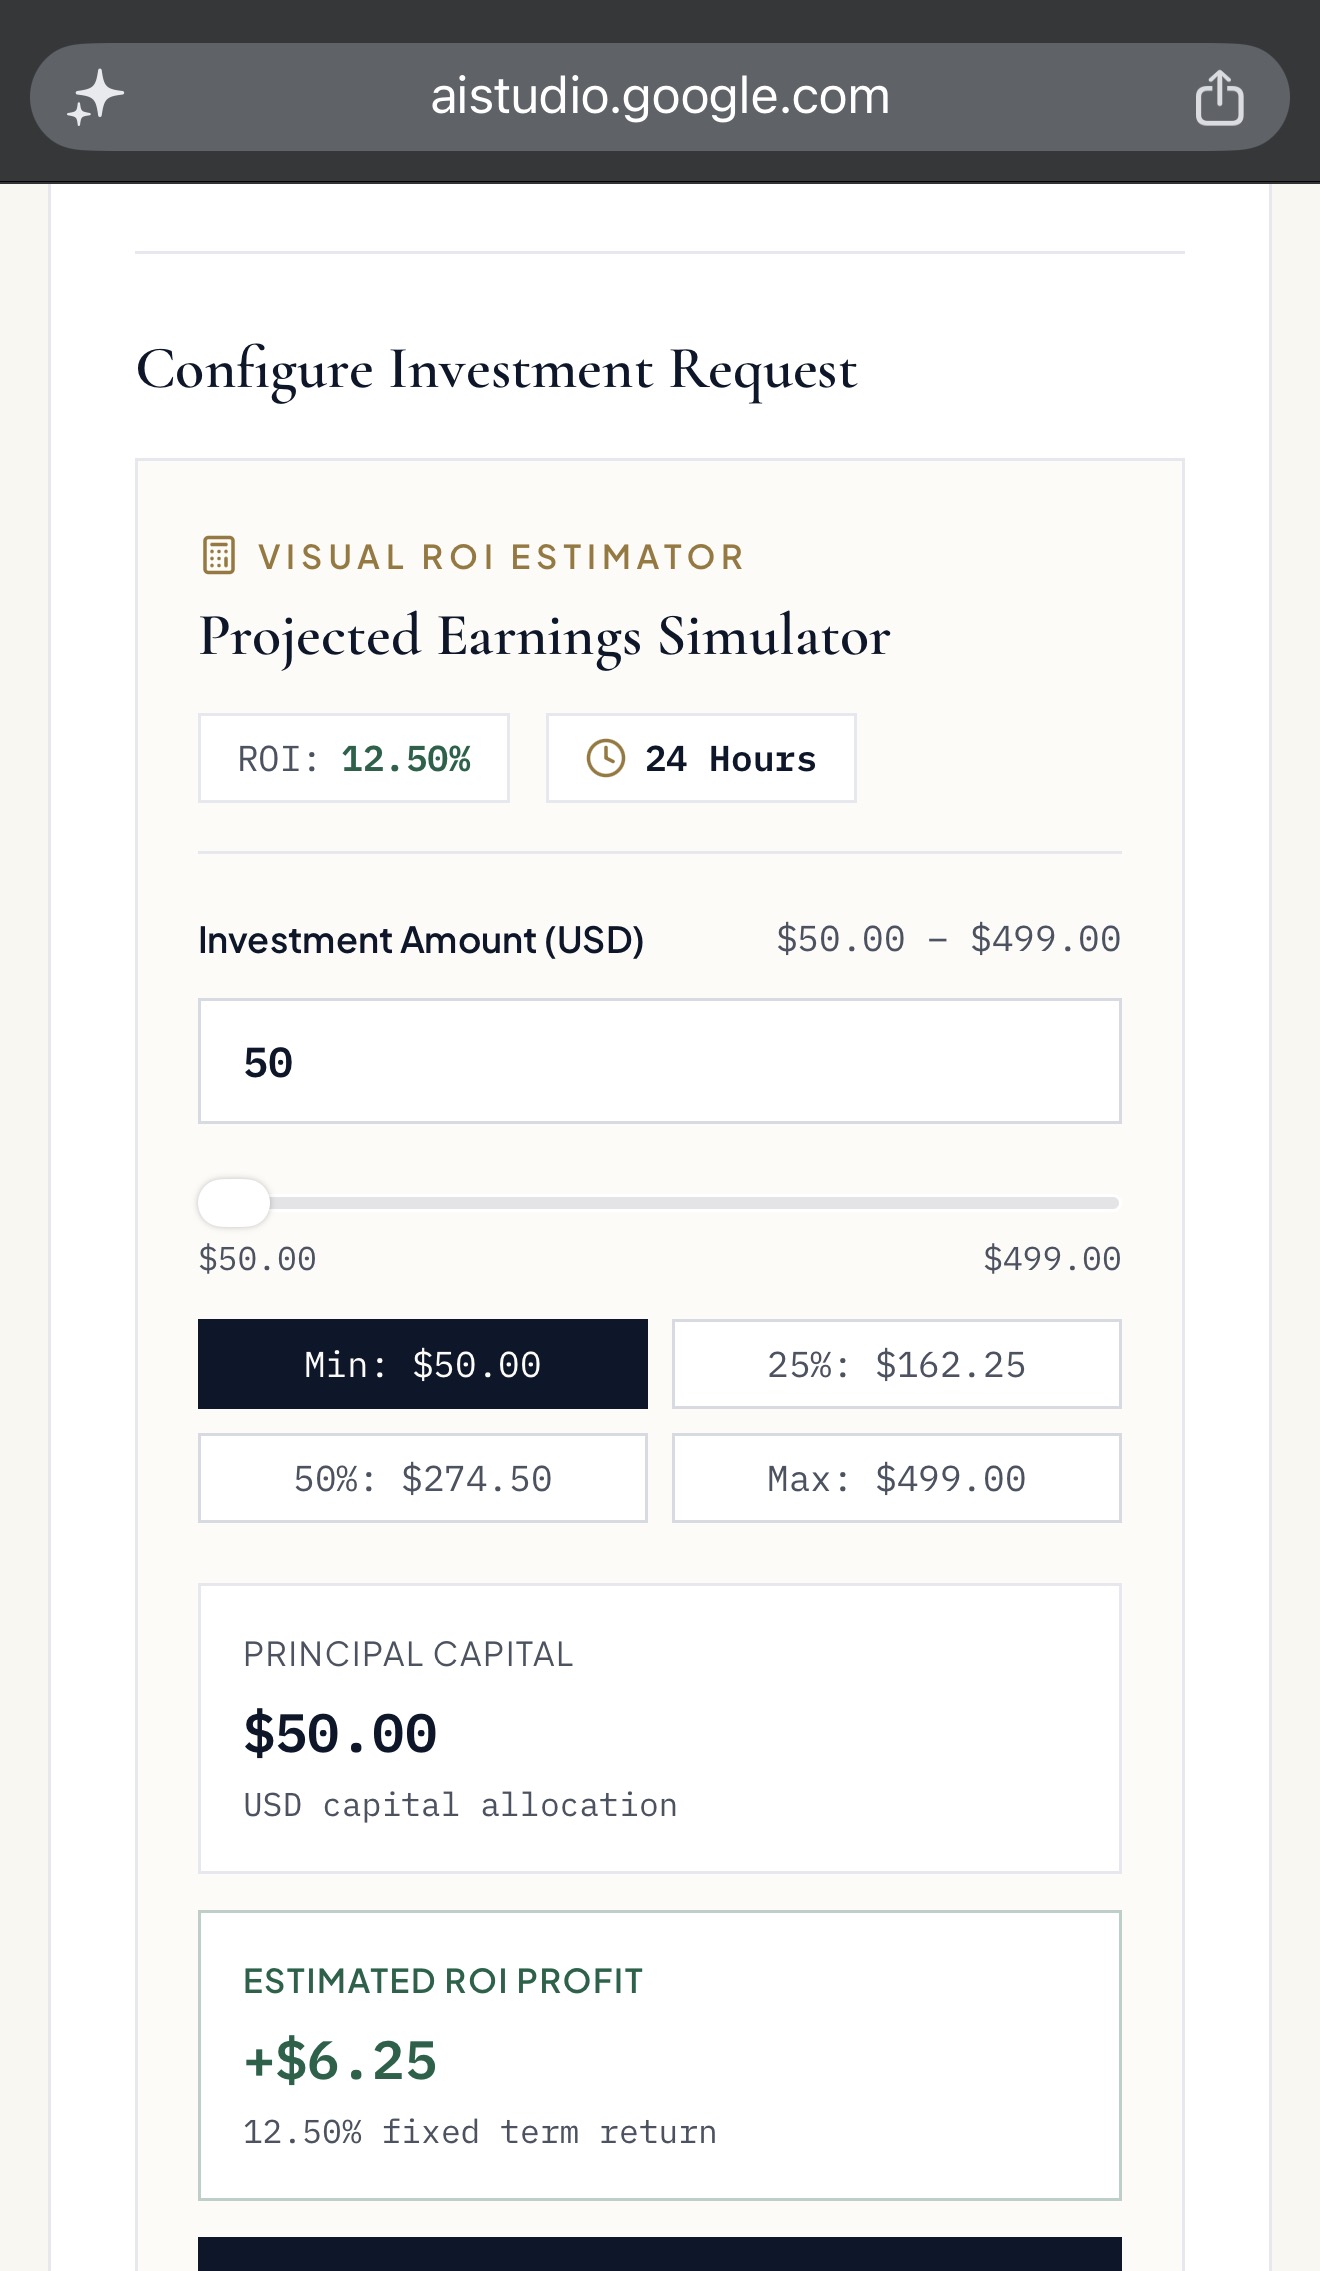 aistudio.google.com
Configure Investment Request
VISUAL ROI ESTIMATOR
Projected Earnings Simulator
ROI: 12.50%
24 Hours
Investment Amount (USD)
$50.00 – $499.00
50
$50.00
$499.00
Min: $50.00
25%: $162.25
50%: $274.50
Max: $499.00
PRINCIPAL CAPITAL
$50.00
USD capital allocation
ESTIMATED ROI PROFIT
+$6.25
12.50% fixed term return